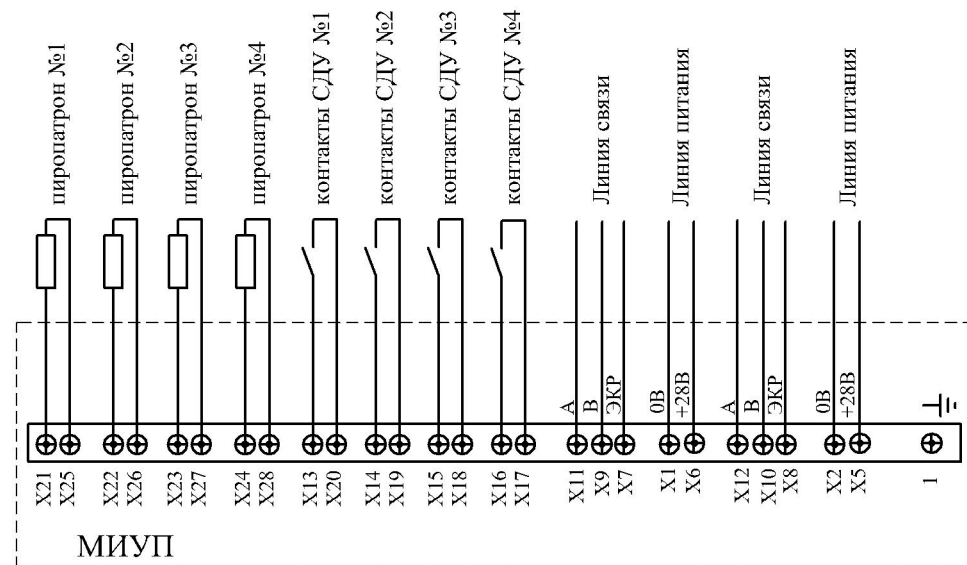 пиропатрон №1
пиропатрон №2
пиропатрон №3
пиропатрон №4
контакты СДУ №1
контакты СДУ №2
контакты СДУ №3
контакты СДУ №4
Линия связи
Линия питания
Линия связи
Линия питания
А
В
ЭКР
0В
+28В
А
В
ЭКР
0В
+28В
X21
X25
X22
X26
X23
X27
X24
X28
X13
X20
X14
X19
X15
X18
X16
X17
X11
X9
X7
X1
X6
X12
X10
X8
X2
X5
1
МИУП